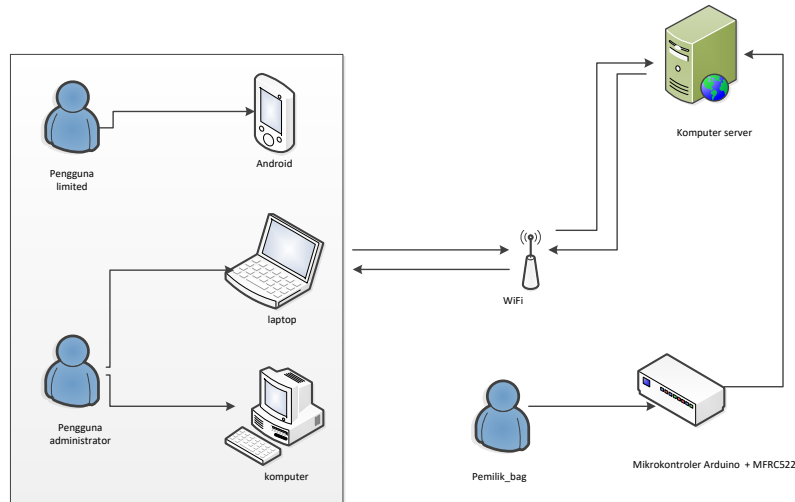 Komputer server
Pengguna
limited
Android
WiFi
laptop
Pengguna
administrator
komputer
Pemilik_bag
Mikrokontroler Arduino + MFRC522